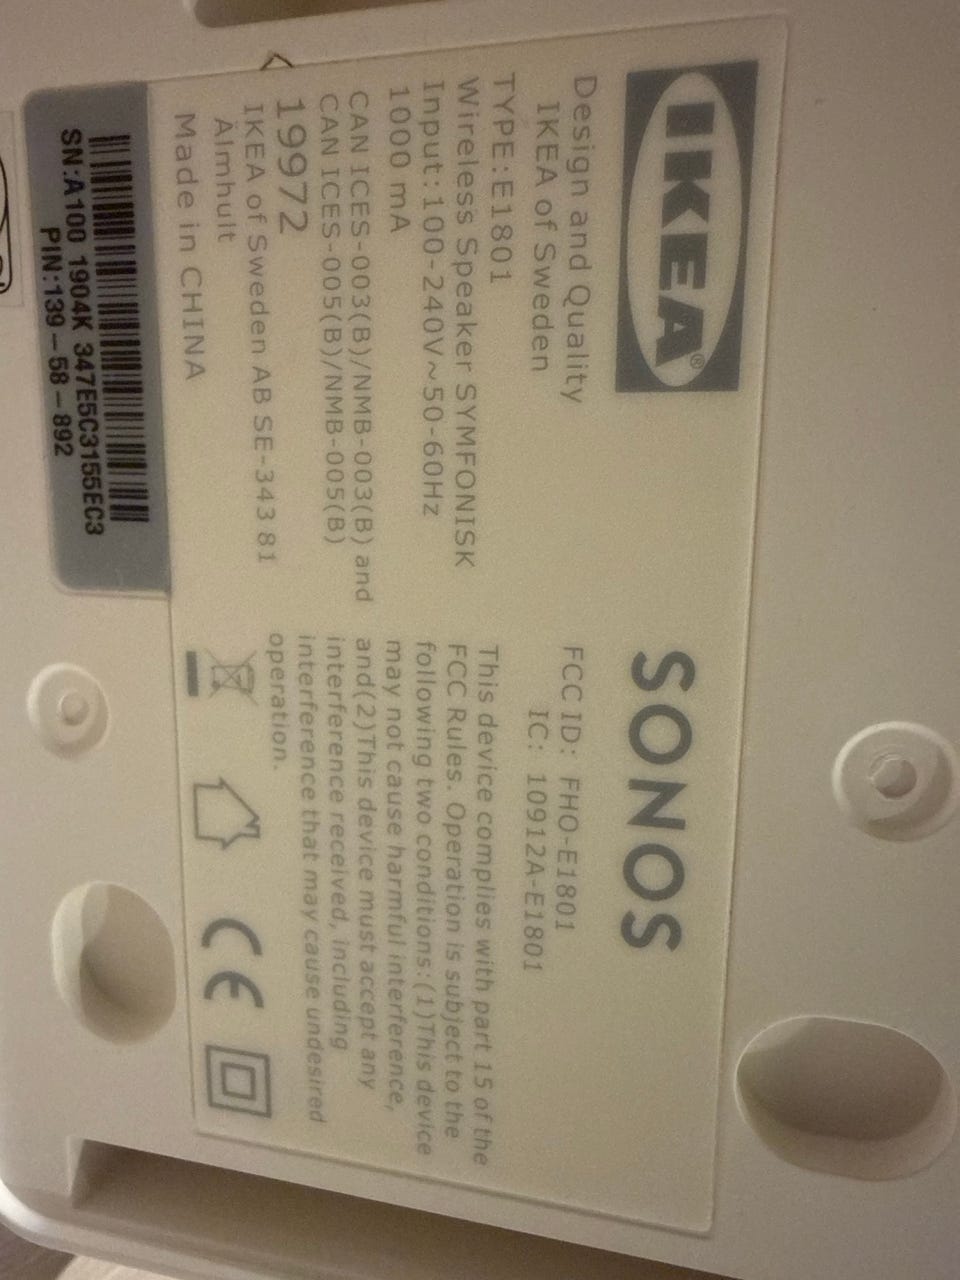 IKEA®
Design and Quality
IKEA of Sweden
TYPE:E1801
Wireless Speaker SYMFONISK
Input:100-240V~50-60Hz
1000 mA
CAN ICES-003(B)/NMB-003(B) and
CAN ICES-005(B)/NMB-005(B)
19972
IKEA of Sweden AB SE-343 81
Älmhult
Made in CHINA
SONOS
FCC ID: FHO-E1801
IC: 10912A-E1801
This device complies with part 15 of the
FCC Rules. Operation is subject to the
following two conditions:(1)This device
may not cause harmful interference,
and(2)This device must accept any
interference received, including
interference that may cause undesired
operation.
CE
SN:A100 1904K 347E5C3155EC3
PIN:139-58-892